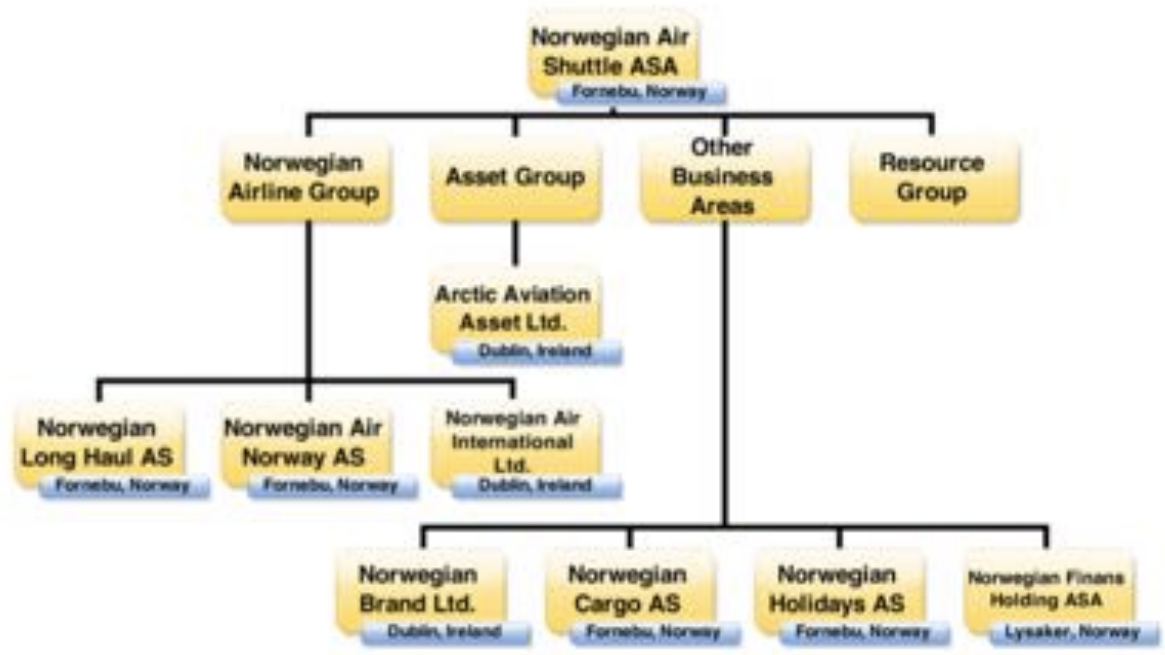 Norwegian Air
Shuttle ASA
Fornebu, Norway
Norwegian
Airline Group
Asset Group
Other
Business
Areas
Resource
Group
Arctic Aviation
Asset Ltd.
Dublin, Ireland
Norwegian
Long Haul AS
Fornebu, Norway
Norwegian Air
Norway AS
Fornebu, Norway
Norwegian Air
International
Ltd.
Dublin, Ireland
Norwegian
Brand Ltd.
Dublin, Ireland
Norwegian
Cargo AS
Fornebu, Norway
Norwegian
Holidays AS
Fornebu, Norway
Norwegian Finans
Holding ASA
Lysaker, Norway